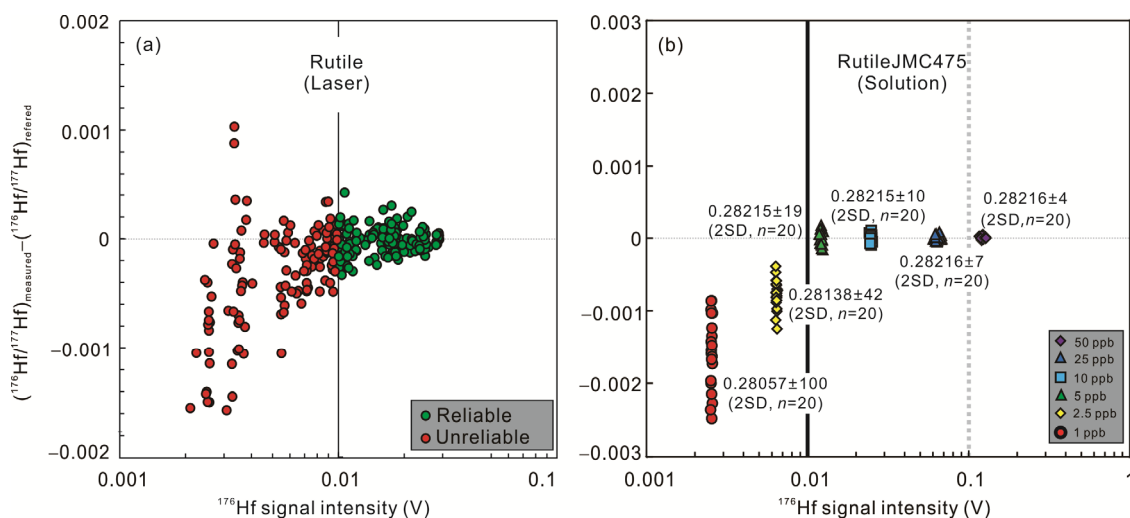 (¹⁷⁶Hf/¹⁷⁷Hf)measured−(¹⁷⁶Hf/¹⁷⁷Hf)refered
0.002
0.001
0
−0.001
−0.002
(a)
Rutile
(Laser)
Reliable
Unreliable
0.001
0.01
0.1
¹⁷⁶Hf signal intensity (V)
0.003
0.002
0.001
0
−0.001
−0.002
−0.003
(b)
RutileJMC475
(Solution)
0.28215±19
(2SD, n=20)
0.28215±10
(2SD, n=20)
0.28216±4
(2SD, n=20)
0.28216±7
(2SD, n=20)
0.28138±42
(2SD, n=20)
0.28057±100
(2SD, n=20)
50 ppb
25 ppb
10 ppb
5 ppb
2.5 ppb
1 ppb
0.001
0.01
0.1
1
¹⁷⁶Hf signal intensity (V)